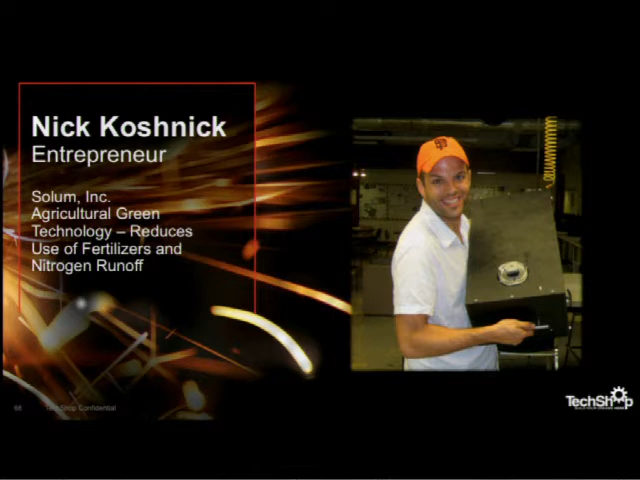 Nick Koshnick
Entrepreneur
Solum, Inc.
Agricultural Green
Technology – Reduces
Use of Fertilizers and
Nitrogen Runoff
68 TechShop Confidential
TechShop